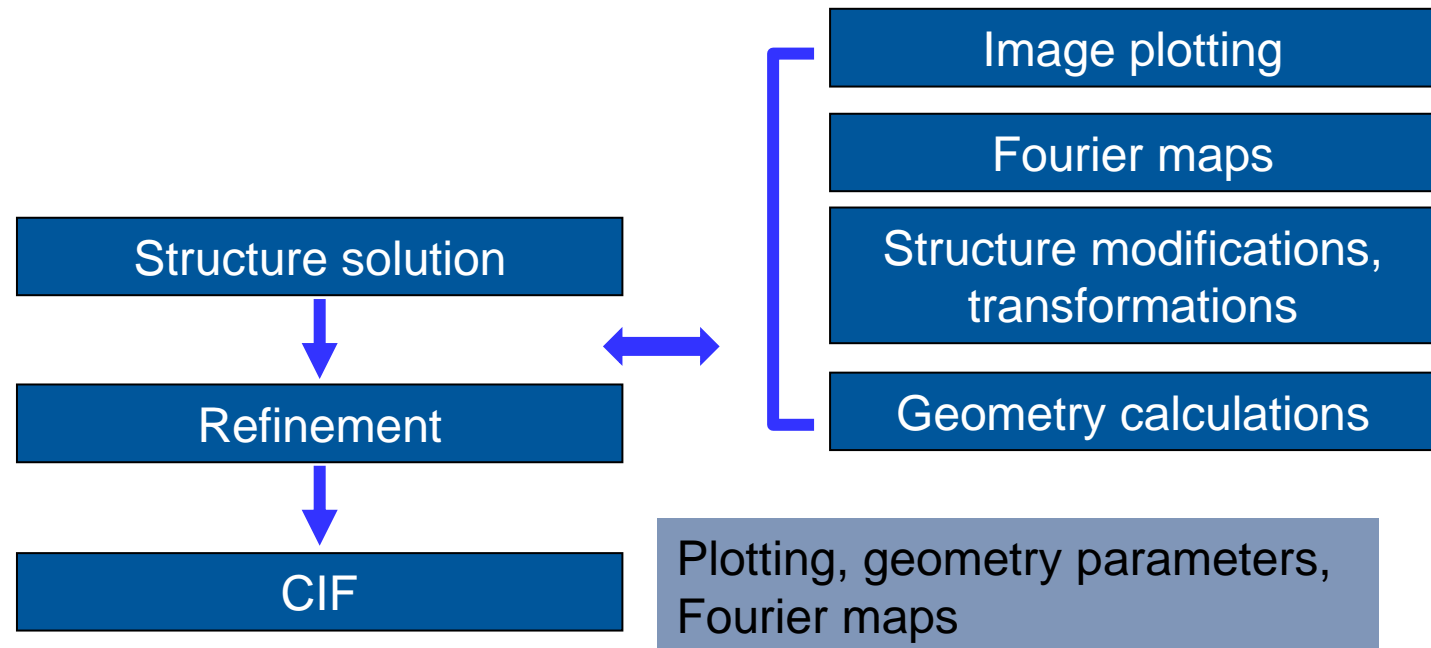 Structure solution
Refinement
CIF
Image plotting
Fourier maps
Structure modifications,
transformations
Geometry calculations
Plotting, geometry parameters,
Fourier maps